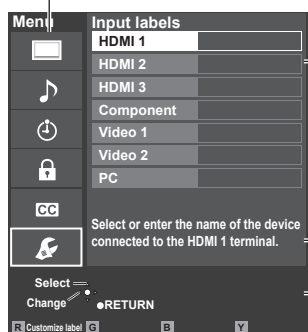 Menu
Input labels
HDMI 1
HDMI 2
HDMI 3
Component
Video 1
Video 2
PC
CC
Select or enter the name of the device
connected to the HDMI 1 terminal.
Select
Change
RETURN
R Customize label G B Y